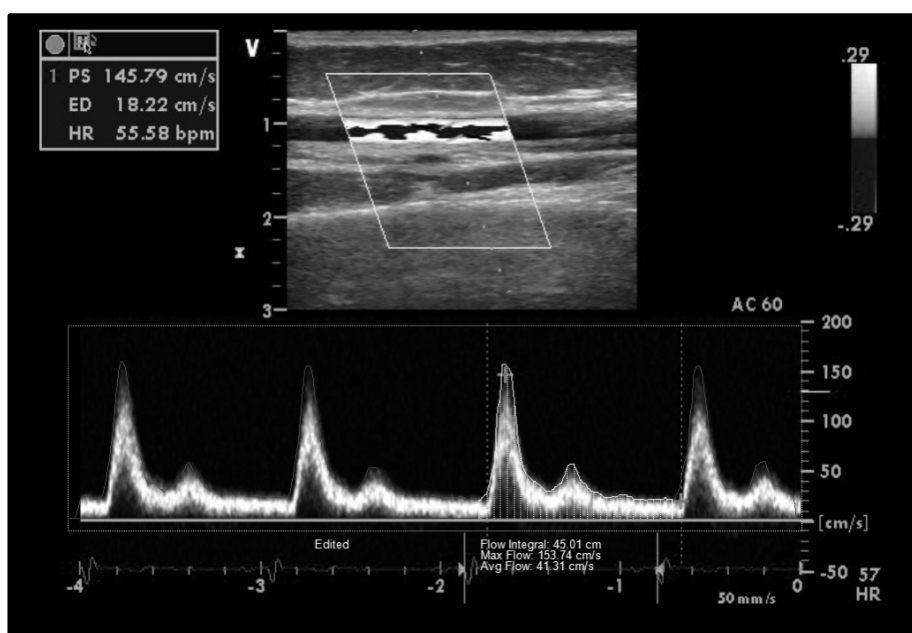 1 PS 145.79 cm/s
ED 18.22 cm/s
HR 55.58 bpm
V
1
2
3
.29
-.29
AC 60
200
150
100
50
[cm/s]
-50
Edited
Flow Integral: 45.01 cm
Max Flow: 153.74 cm/s
Avg Flow: 41.31 cm/s
-4
-3
-2
-1
0
57
HR
50 mm/s